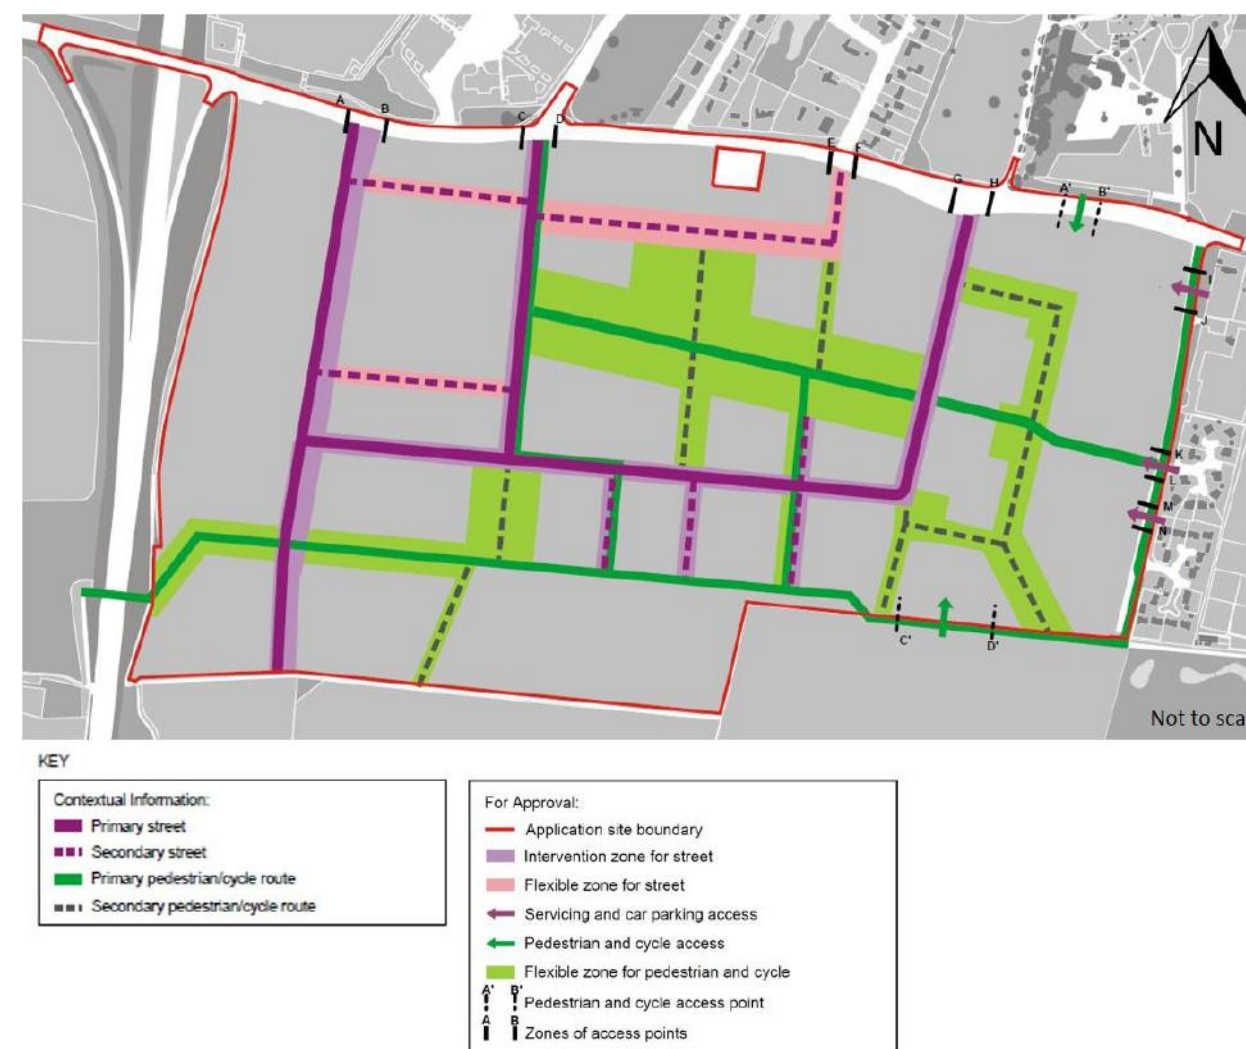 A
B
C
D
E
F
G
H
A'
B'
N
I
J
K
L
M
N
C'
D'
Not to sca
KEY
Contextual Information:
Primary street
Secondary street
Primary pedestrian/cycle route
Secondary pedestrian/cycle route
For Approval:
Application site boundary
Intervention zone for street
Flexible zone for street
Servicing and car parking access
Pedestrian and cycle access
Flexible zone for pedestrian and cycle
A' B' Pedestrian and cycle access point
A B Zones of access points